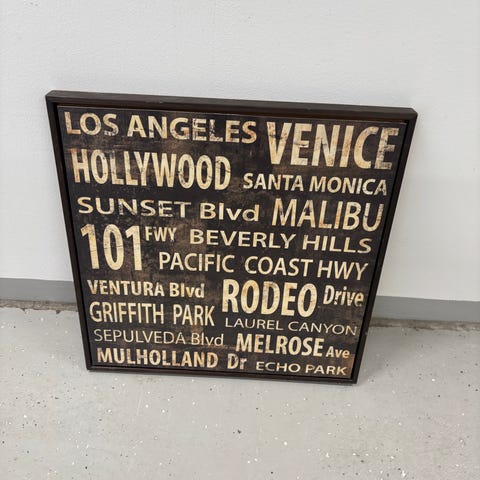 LOS ANGELES VENICE
HOLLYWOOD SANTA MONICA
SUNSET Blvd MALIBU
101 FWY BEVERLY HILLS
PACIFIC COAST HWY
VENTURA Blvd RODEO Drive
GRIFFITH PARK LAUREL CANYON
SEPULVEDA Blvd MELROSE Ave
MULHOLLAND Dr ECHO PARK